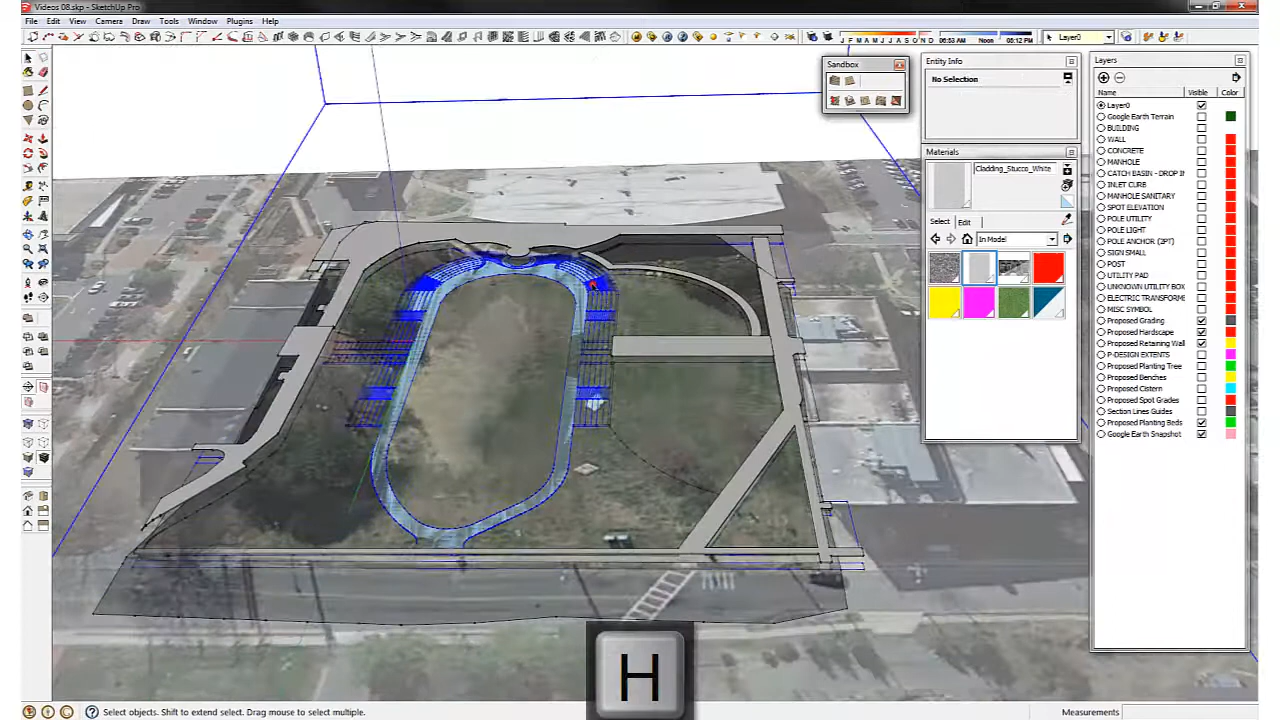 Videos 08.skp - SketchUp Pro
File Edit View Camera Draw Tools Window Plugins Help
J F M A M J J A S O N D
06:53 AM Noon 08:12 PM
Layer0
Sandbox
Entity Info
No Selection
Materials
Cladding_Stucco_White
Select Edit
In Model
Layers
Name Visible Color
Layer0
Google Earth Terrain
BUILDING
WALL
CONCRETE
MANHOLE
CATCH BASIN - DROP I
INLET CURB
MANHOLE SANITARY
SPOT ELEVATION
POLE UTILITY
POLE LIGHT
POLE ANCHOR (3PT)
SIGN SMALL
POST
UTILITY PAD
UNKNOWN UTILITY BOX
ELECTRIC TRANSFORME
MISC SYMBOL
Proposed Grading
Proposed Hardscape
Proposed Retaining Wall
P-DESIGN EXTENTS
Proposed Planting Tree
Proposed Benches
Proposed Cistern
Proposed Spot Grades
Section Lines Guides
Proposed Planting Beds
Google Earth Snapshot
H
Select objects. Shift to extend select. Drag mouse to select multiple.
Measurements